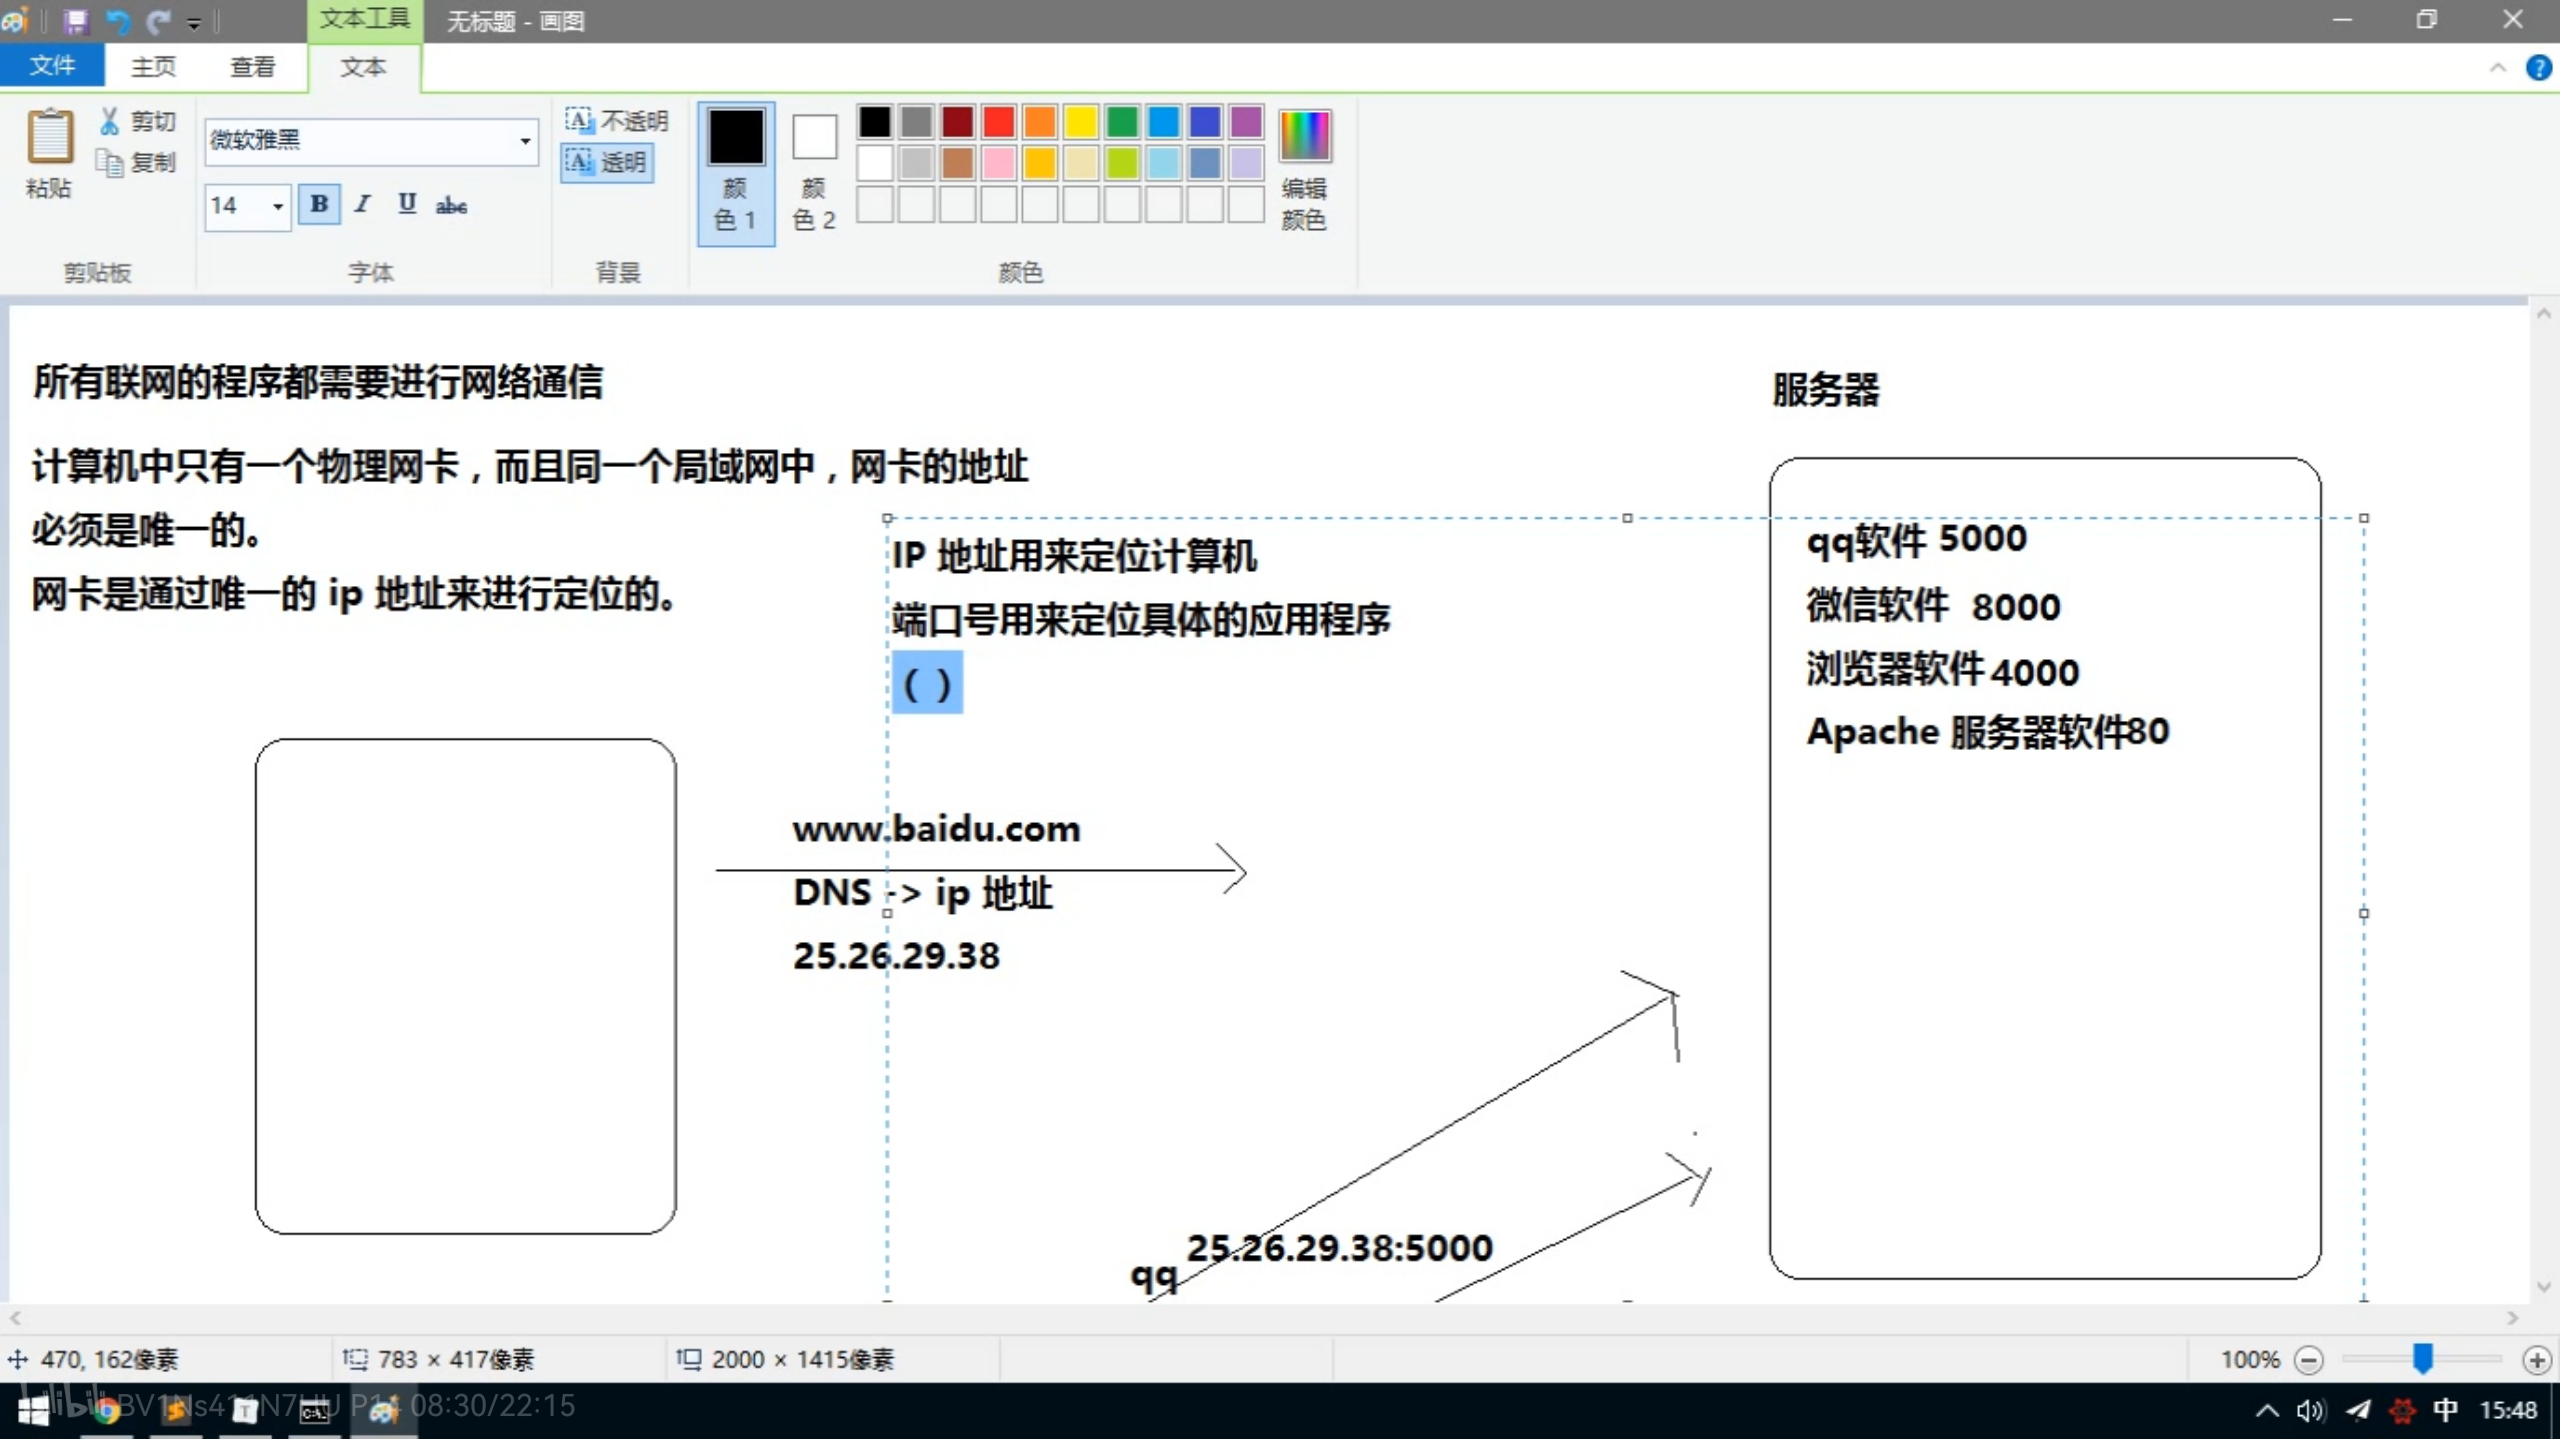 文本工具
无标题 - 画图
文件
主页
查看
文本
粘贴
剪切
复制
剪贴板
微软雅黑
14
B I U abc
字体
不透明
透明
背景
颜
色 1
颜
色 2
编辑
颜色
颜色
所有联网的程序都需要进行网络通信
计算机中只有一个物理网卡，而且同一个局域网中，网卡的地址
必须是唯一的。
网卡是通过唯一的 ip 地址来进行定位的。
IP 地址用来定位计算机
端口号用来定位具体的应用程序
（）
服务器
qq软件 5000
微信软件 8000
浏览器软件4000
Apache 服务器软件80
www.baidu.com
DNS -> ip 地址
25.26.29.38
25.26.29.38:5000
qq
470, 162像素
783 × 417像素
2000 × 1415像素
100%
bilibili BV1Ns411N7HU P14 08:30/22:15
中
15:48